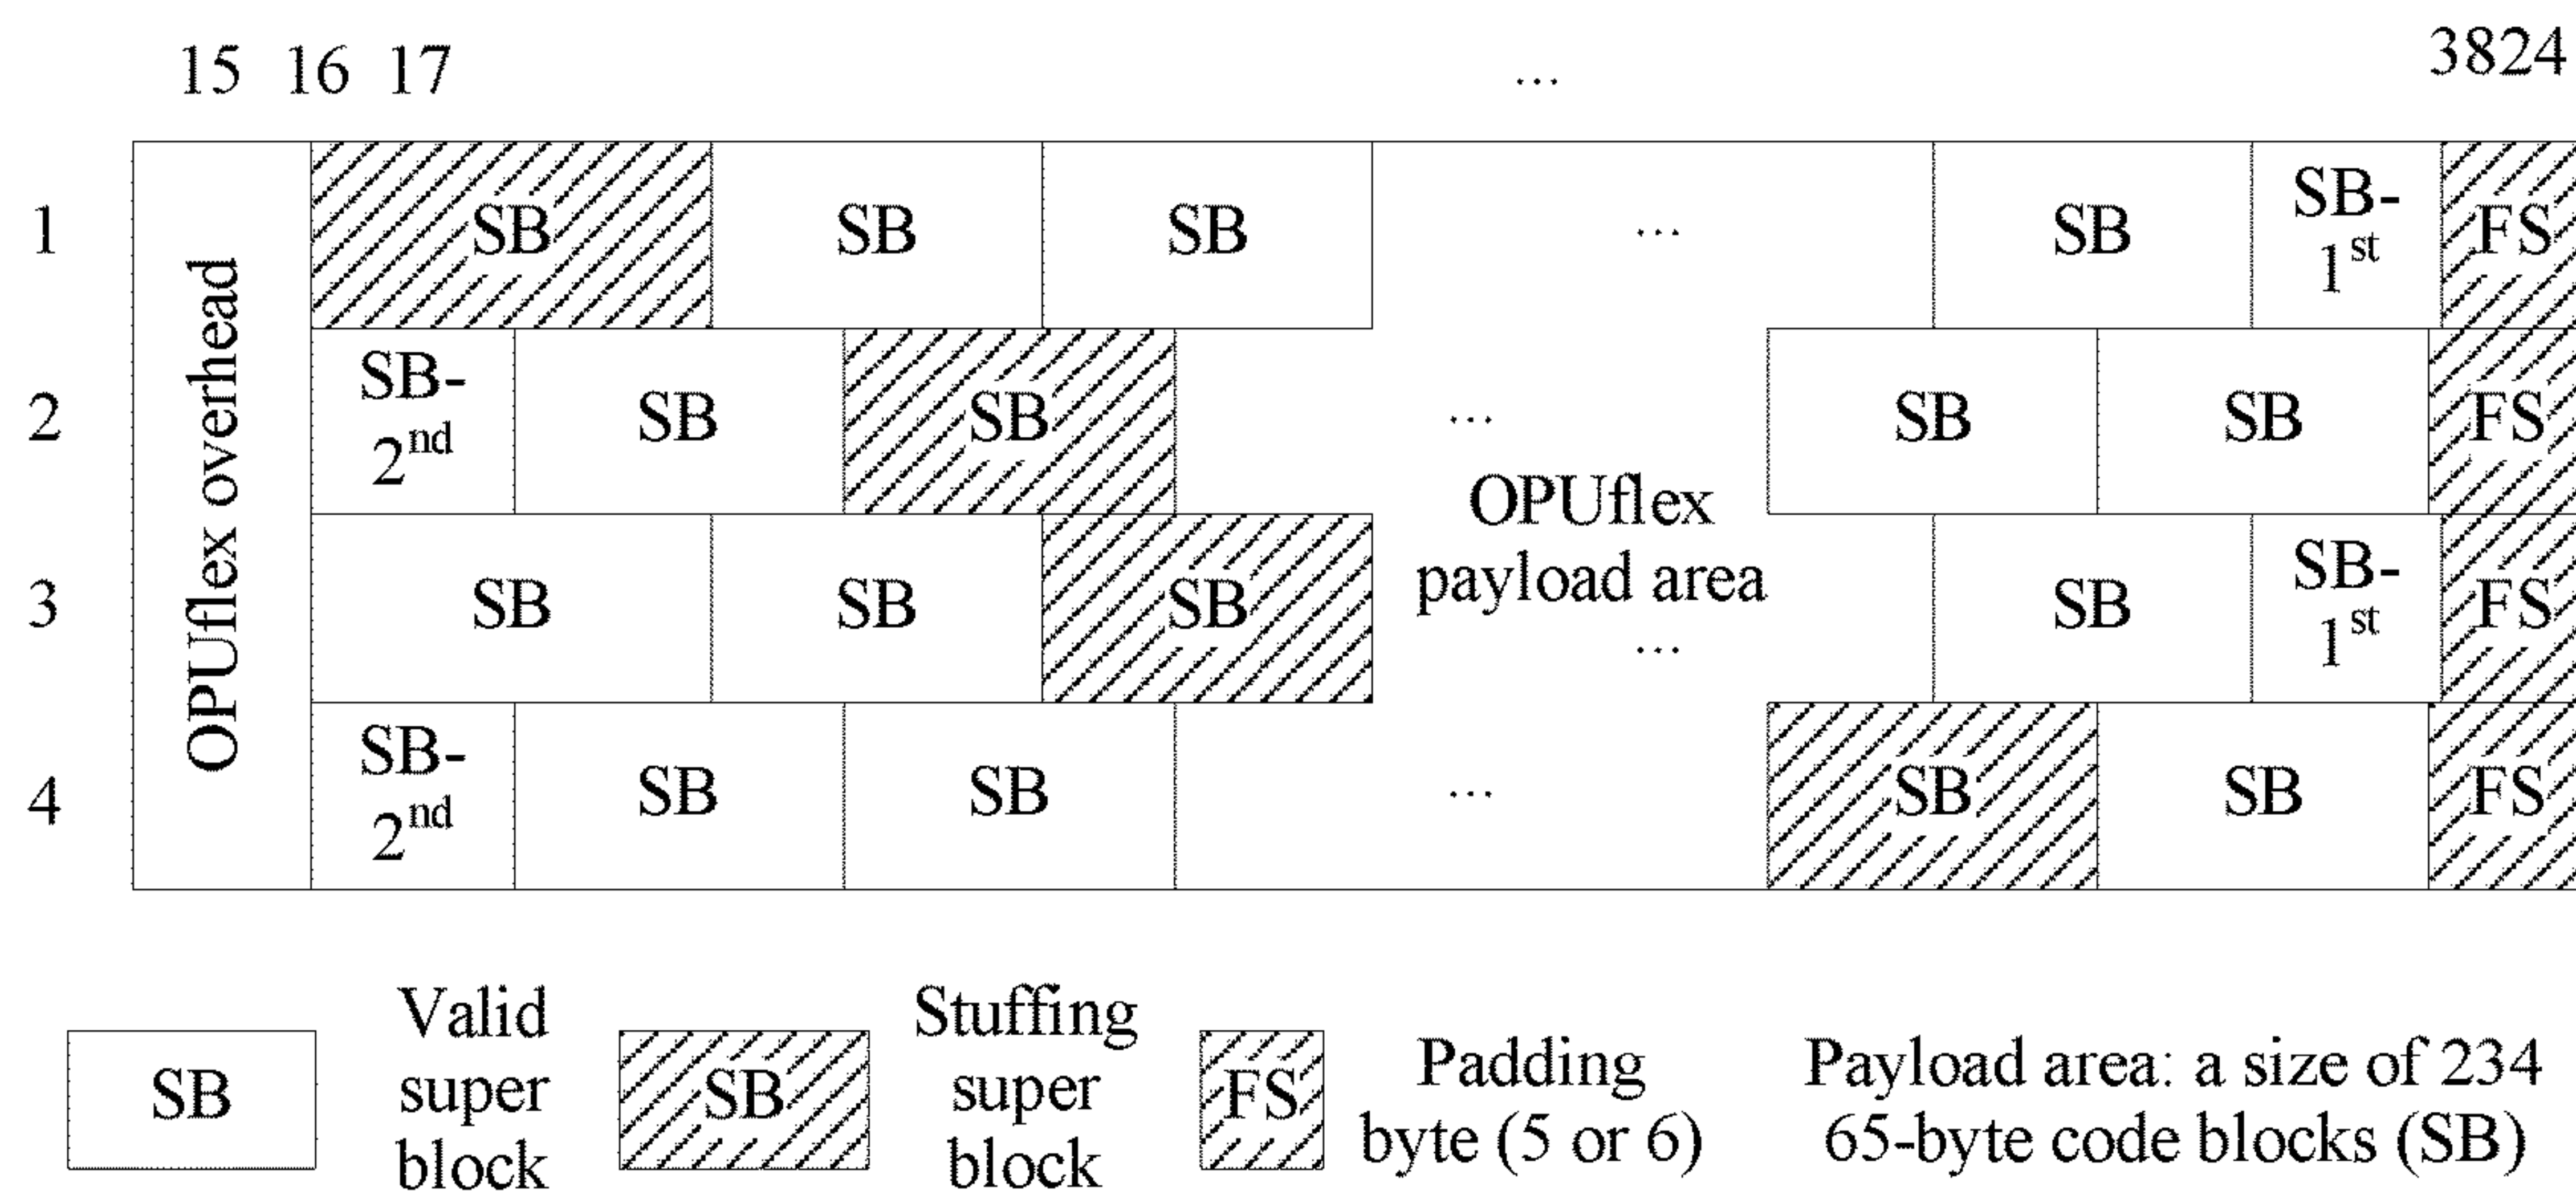 15 16 17 ... 3824
OPUflex overhead
1 SB SB SB ... SB SB-
1st FS
2 SB-
2nd SB SB ... SB SB FS
OPUflex
payload area
3 SB SB SB ... SB SB-
1st FS
4 SB-
2nd SB SB ... SB SB FS
SB
Valid
super
block
SB
Stuffing
super
block
FS
Padding
byte (5 or 6)
Payload area: a size of 234
65-byte code blocks (SB)